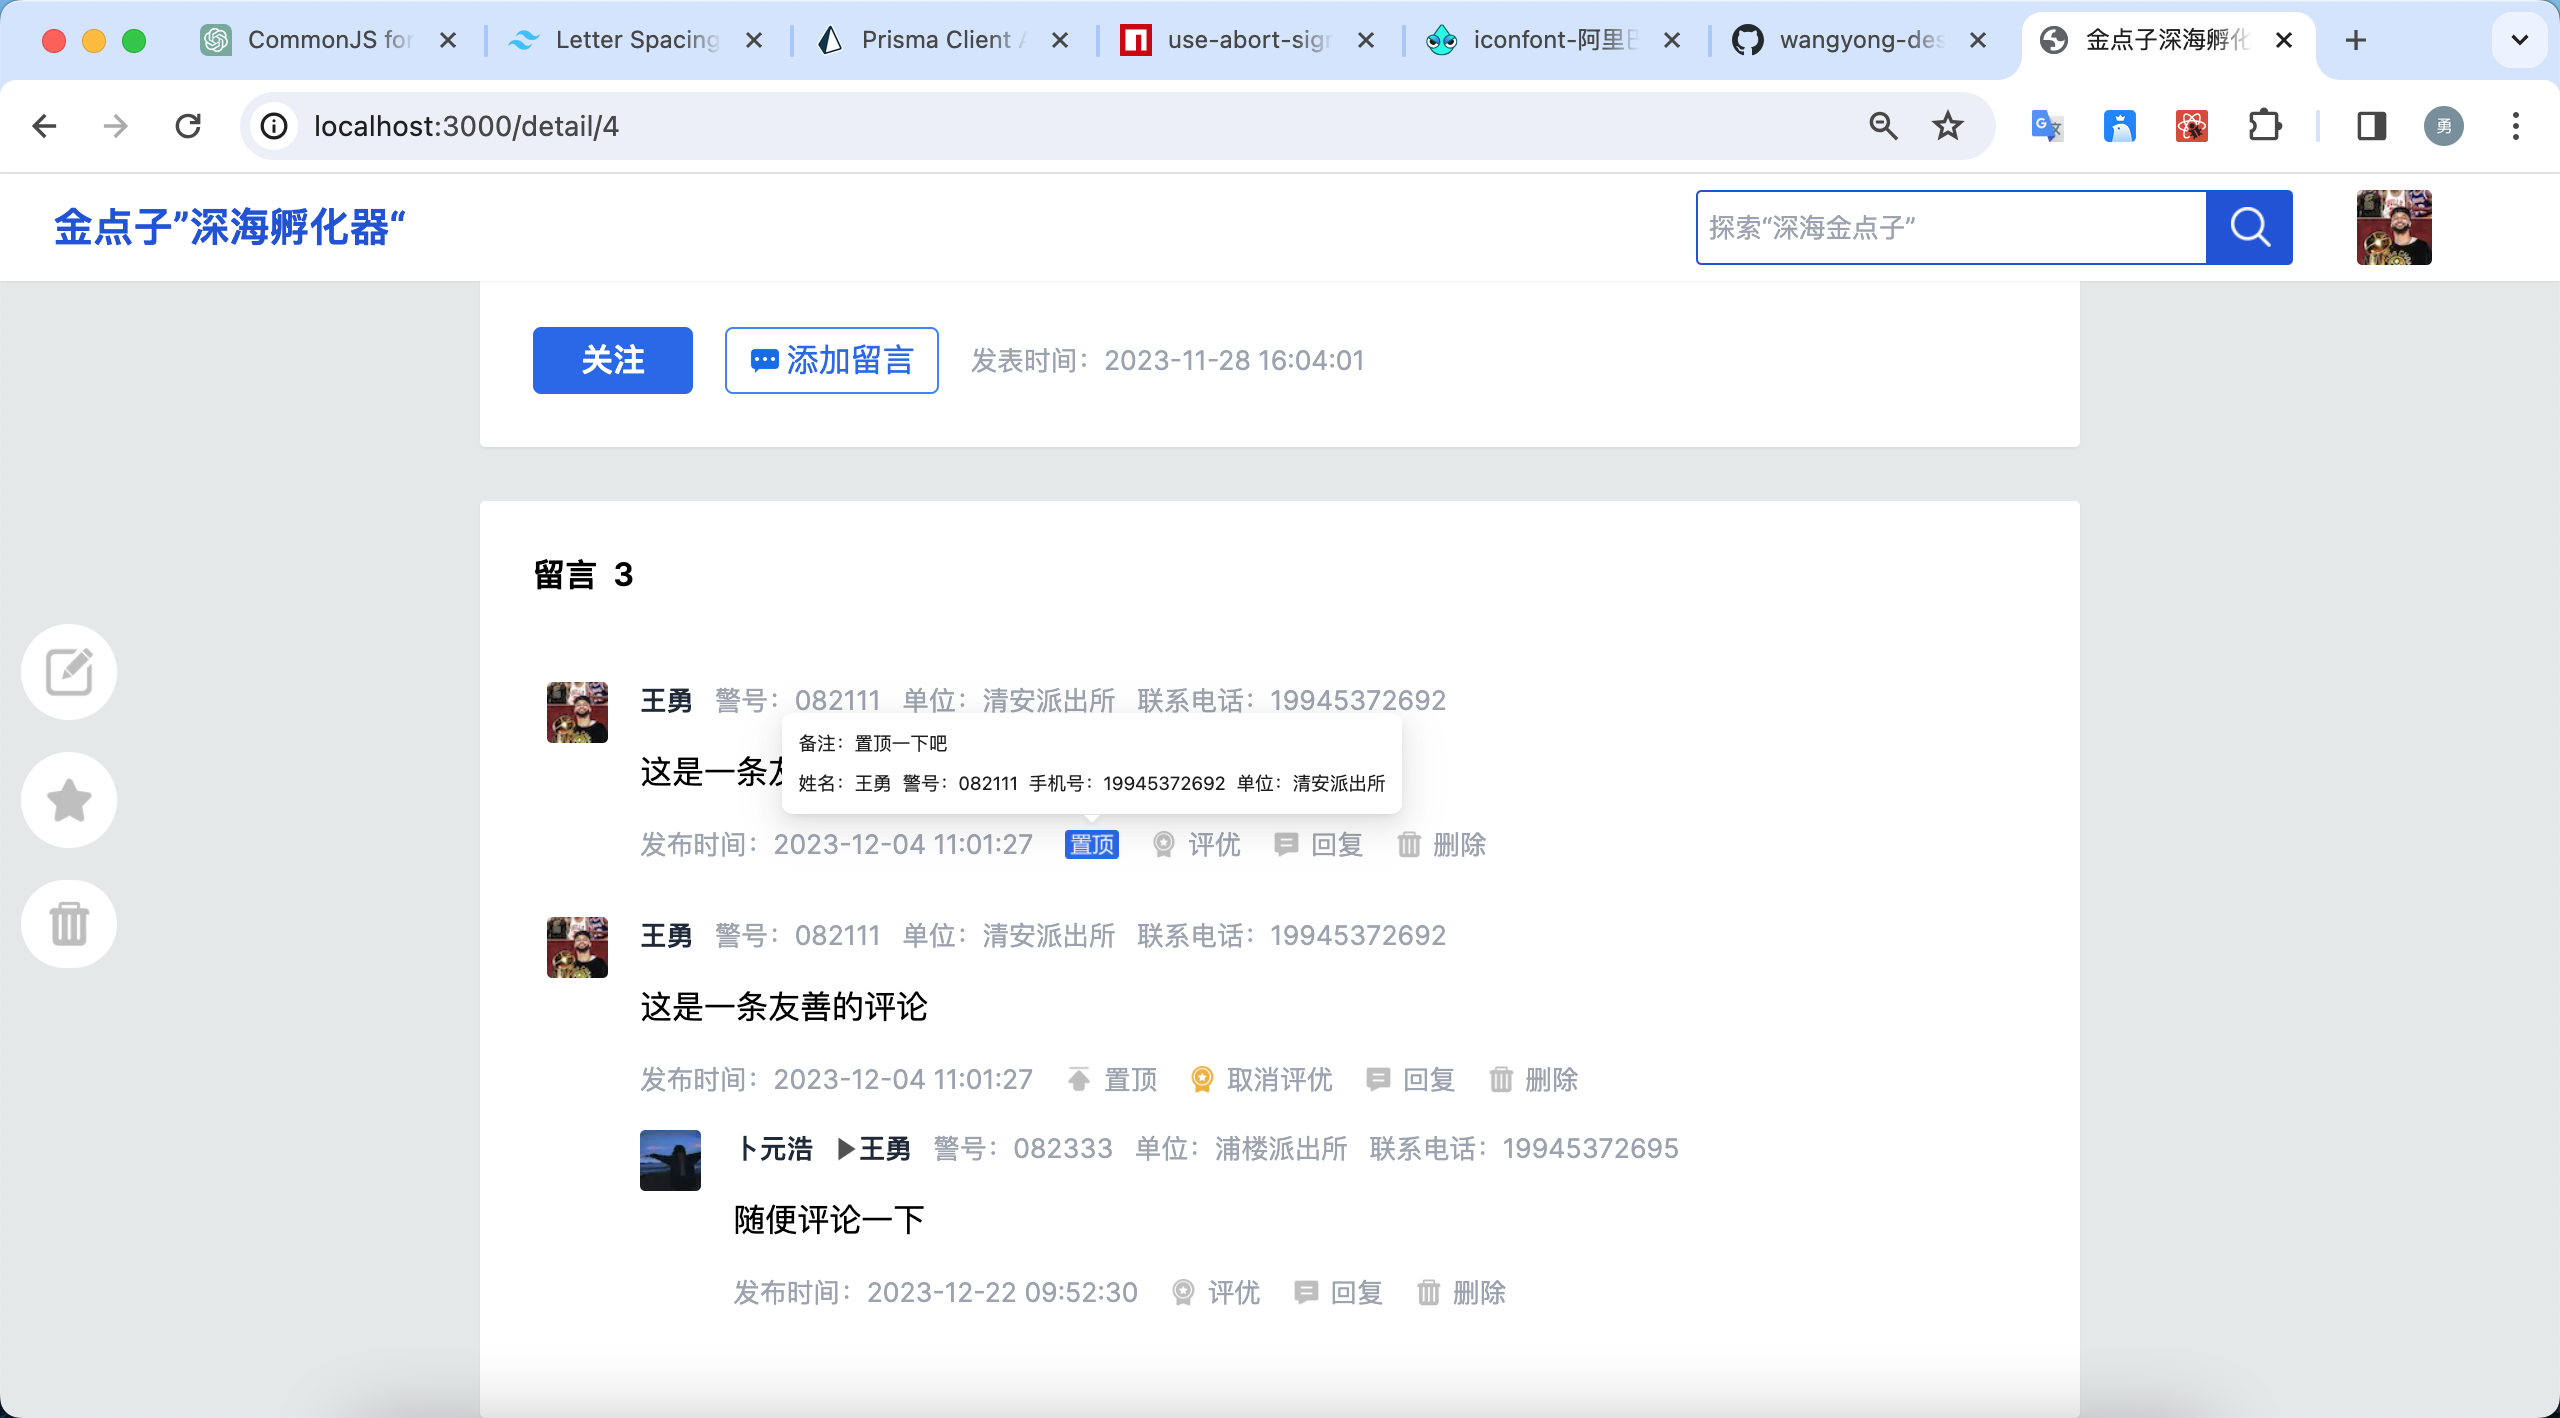 CommonJS for
Letter Spacing
Prisma Client A
use-abort-sign
iconfont-阿里巴
wangyong-des
金点子深海孵化
localhost:3000/detail/4
勇
金点子”深海孵化器“
探索“深海金点子”
关注
添加留言
发表时间：2023-11-28 16:04:01
留言 3
王勇 警号：082111 单位：清安派出所 联系电话：19945372692
备注：置顶一下吧
姓名：王勇 警号：082111 手机号：19945372692 单位：清安派出所
这是一条友
发布时间：2023-12-04 11:01:27 置顶 评优 回复 删除
王勇 警号：082111 单位：清安派出所 联系电话：19945372692
这是一条友善的评论
发布时间：2023-12-04 11:01:27 置顶 取消评优 回复 删除
卜元浩 ▶王勇 警号：082333 单位：浦楼派出所 联系电话：19945372695
随便评论一下
发布时间：2023-12-22 09:52:30 评优 回复 删除